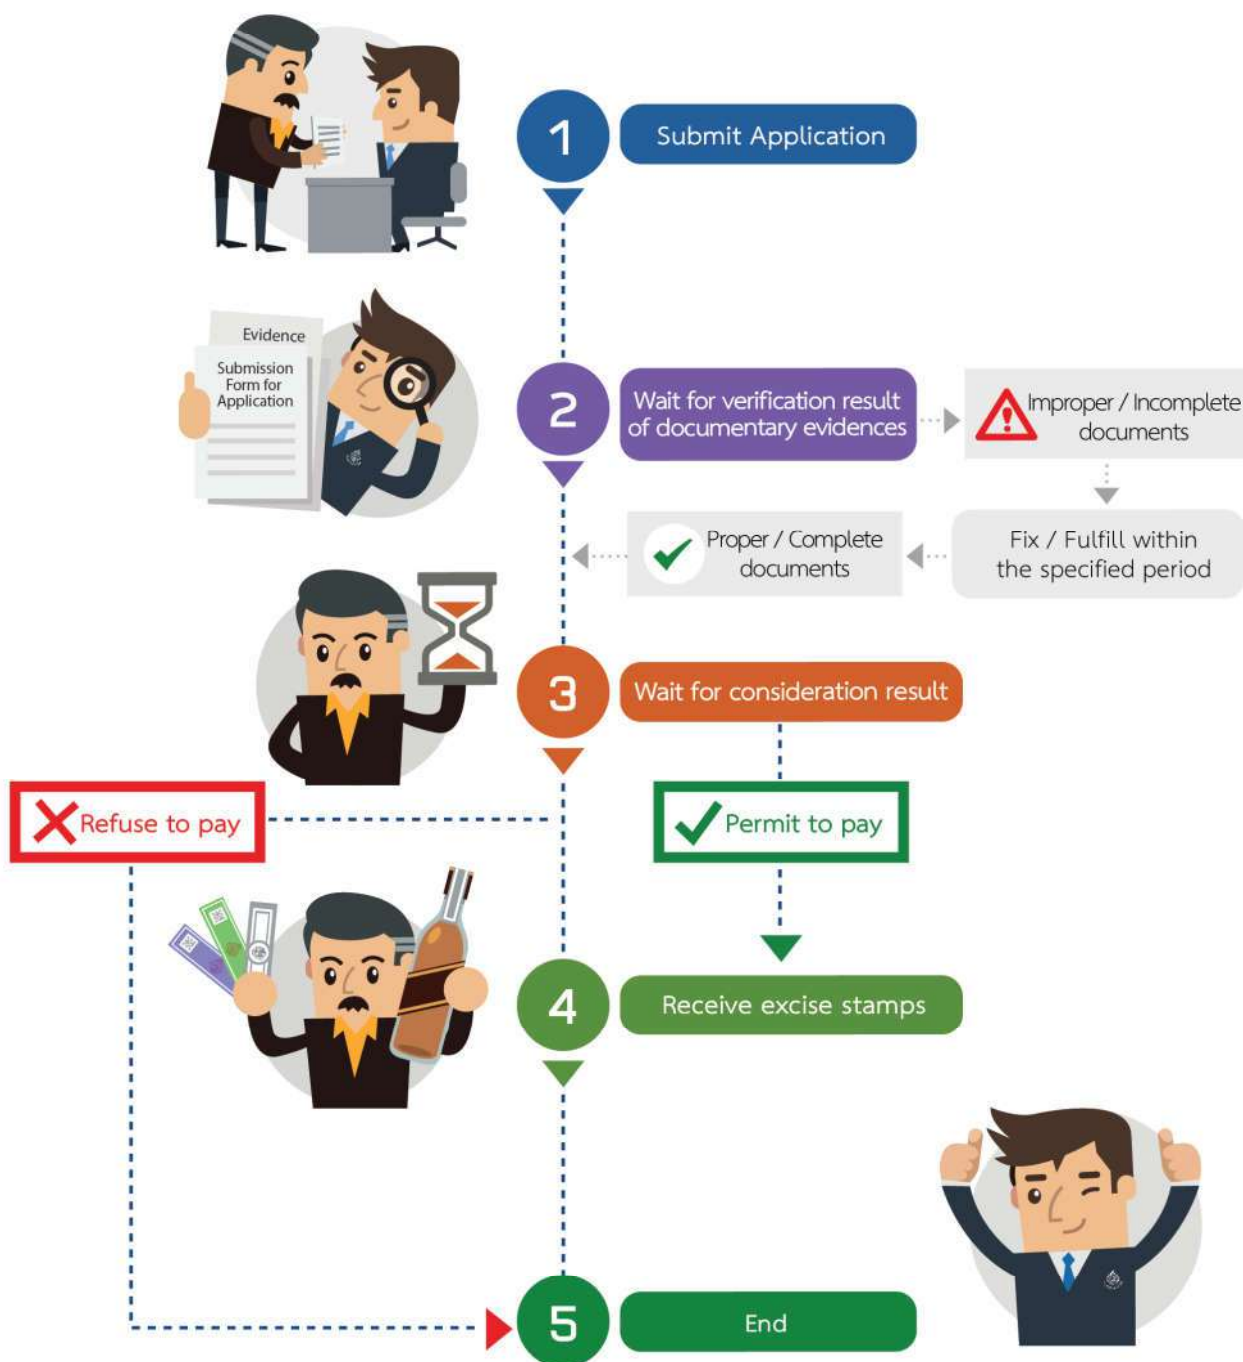 1
Submit Application
Evidence
Submission
Form for
Application
2
Wait for verification result
of documentary evidences
Improper / Incomplete
documents
Proper / Complete
documents
Fix / Fulfill within
the specified period
3
Wait for consideration result
Refuse to pay
Permit to pay
4
Receive excise stamps
5
End